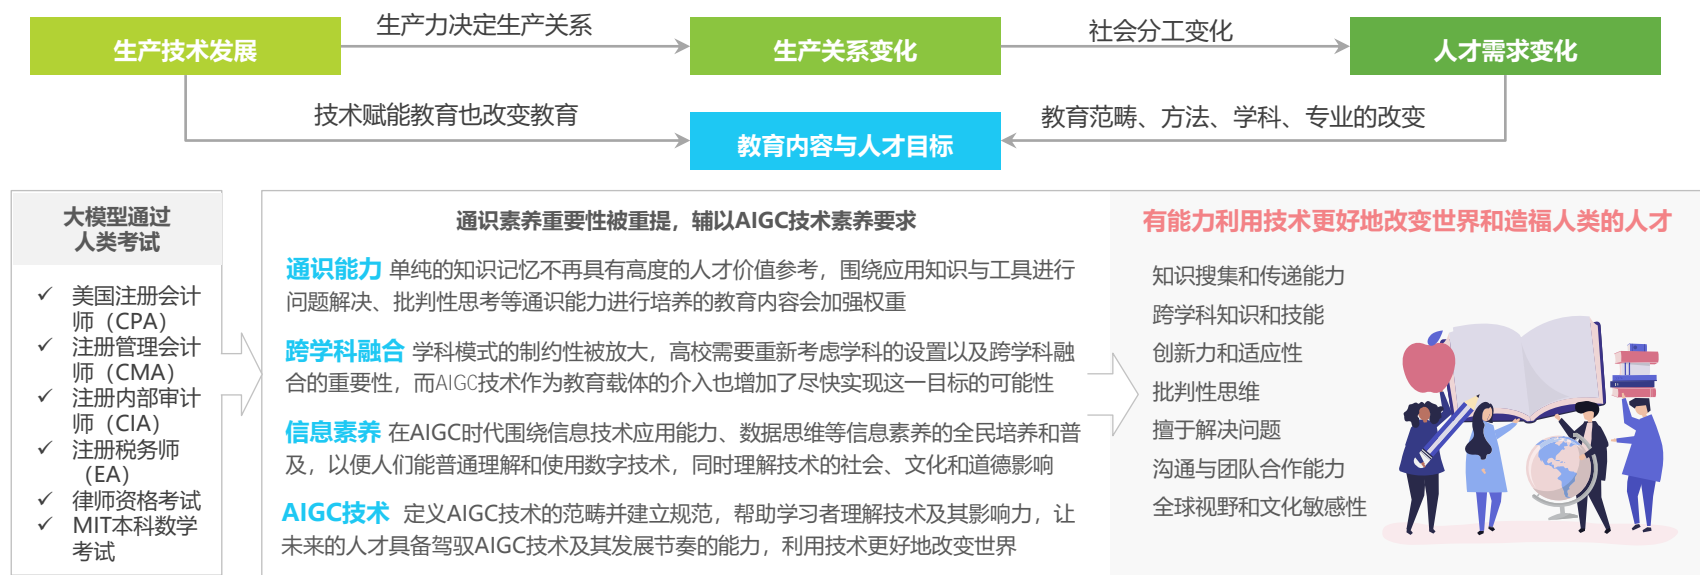 生产力决定生产关系
社会分工变化
生产技术发展
生产关系变化
人才需求变化
技术赋能教育也改变教育
教育范畴、方法、学科、专业的改变
教育内容与人才目标
大模型通过
人类考试
✓ 美国注册会计
师（CPA）
✓ 注册管理会计
师（CMA）
✓ 注册内部审计
师（CIA）
✓ 注册税务师
（EA）
✓ 律师资格考试
✓ MIT本科数学
考试
通识素养重要性被重提，辅以AIGC技术素养要求
通识能力 单纯的知识记忆不再具有高度的人才价值参考，围绕应用知识与工具进行
问题解决、批判性思考等通识能力进行培养的教育内容会加强权重
跨学科融合 学科模式的制约性被放大，高校需要重新考虑学科的设置以及跨学科融
合的重要性，而AIGC技术作为教育载体的介入也增加了尽快实现这一目标的可能性
信息素养 在AIGC时代围绕信息技术应用能力、数据思维等信息素养的全民培养和普
及，以便人们能普通理解和使用数字技术，同时理解技术的社会、文化和道德影响
AIGC技术 定义AIGC技术的范畴并建立规范，帮助学习者理解技术及其影响力，让
未来的人才具备驾驭AIGC技术及其发展节奏的能力，利用技术更好地改变世界
有能力利用技术更好地改变世界和造福人类的人才
知识搜集和传递能力
跨学科知识和技能
创新力和适应性
批判性思维
擅于解决问题
沟通与团队合作能力
全球视野和文化敏感性